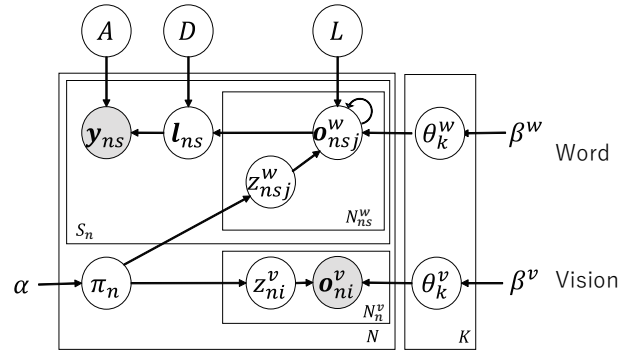 A D L
y_ns l_ns o^w_nsj θ^w_k β^w Word
z^w_nsj
S_n N^w_ns
α π_n z^v_ni o^v_ni θ^v_k β^v Vision
N^v_n
N K